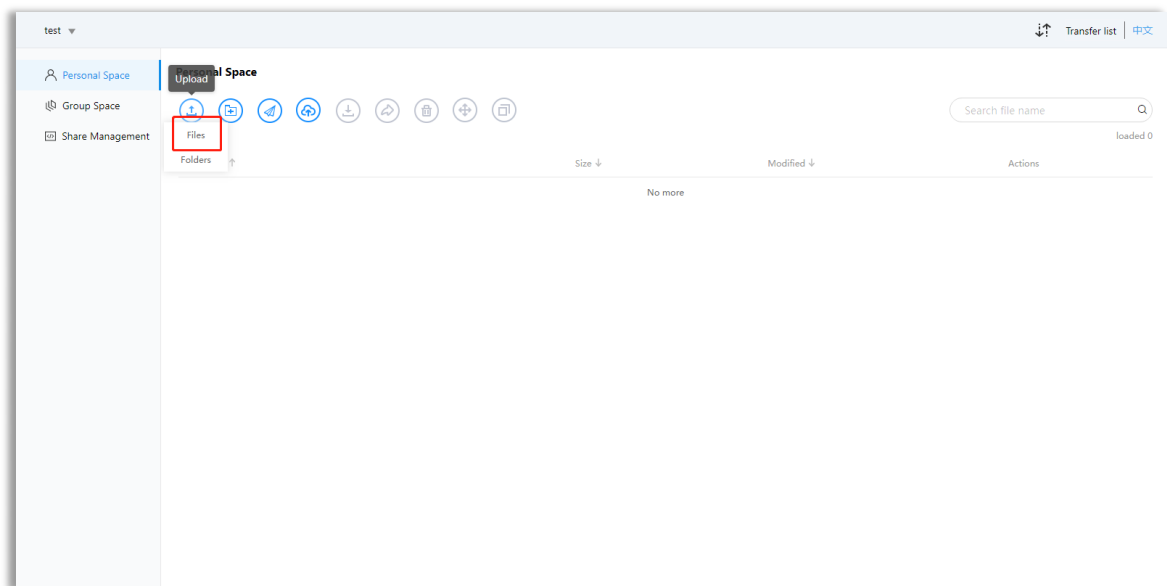 test
Transfer list
中文
Personal Space
Group Space
Share Management
Personal Space
Upload
Search file name
loaded 0
Files
Folders
Size
Modified
Actions
No more